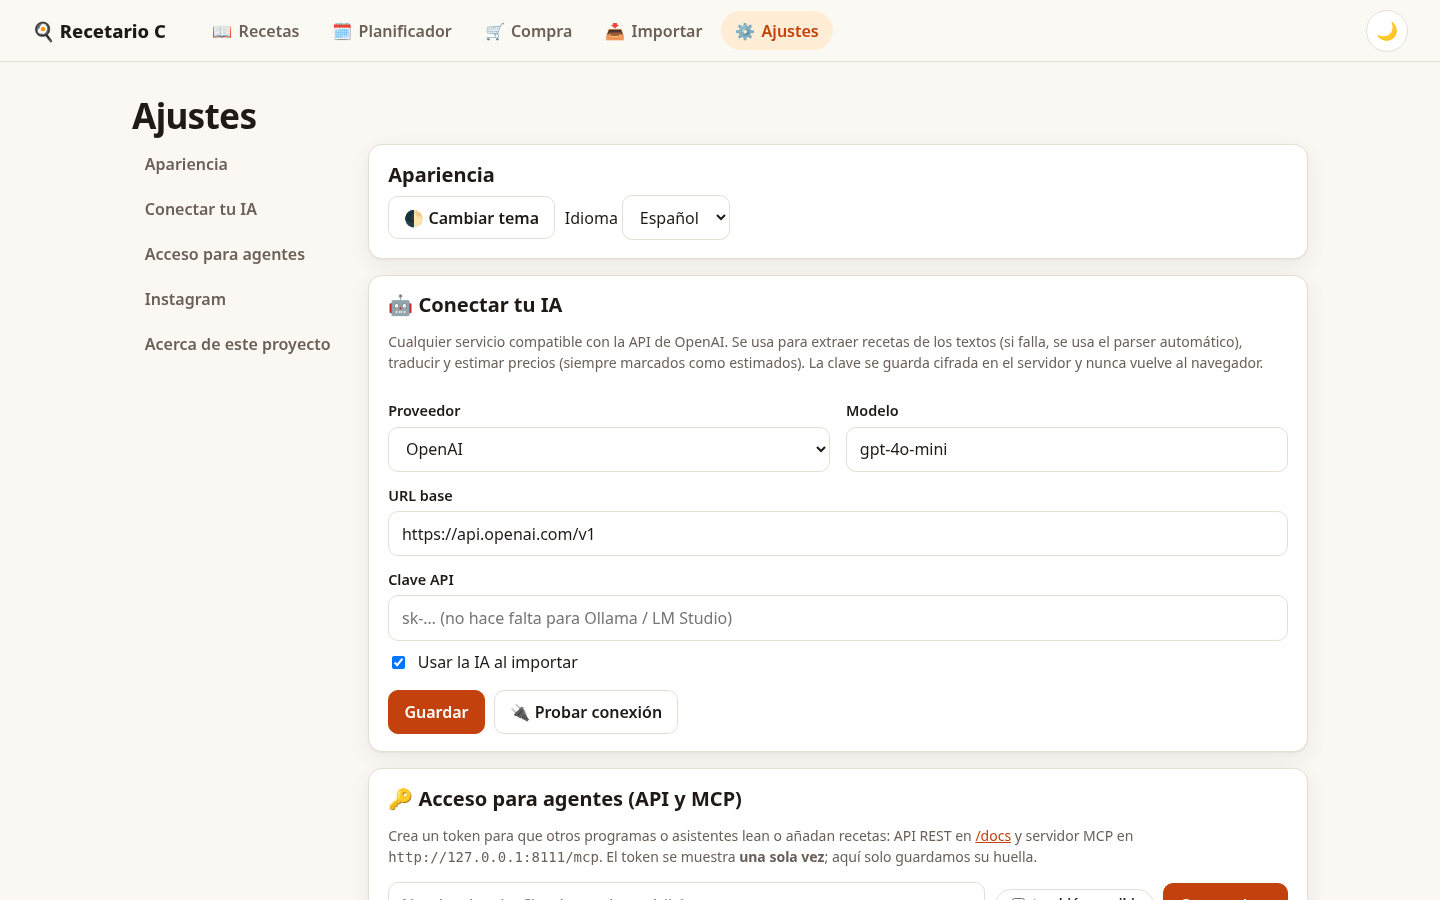 Recetario C
Recetas
Planificador
Compra
Importar
Ajustes
Ajustes
Apariencia
Conectar tu IA
Acceso para agentes
Instagram
Acerca de este proyecto
Apariencia
Cambiar tema
Idioma
Español
Conectar tu IA
Cualquier servicio compatible con la API de OpenAI. Se usa para extraer recetas de los textos (si falla, se usa el parser automático),
traducir y estimar precios (siempre marcados como estimados). La clave se guarda cifrada en el servidor y nunca vuelve al navegador.
Proveedor
Modelo
OpenAI
gpt-4o-mini
URL base
https://api.openai.com/v1
Clave API
sk-… (no hace falta para Ollama / LM Studio)
Usar la IA al importar
Guardar
Probar conexión
Acceso para agentes (API y MCP)
Crea un token para que otros programas o asistentes lean o añadan recetas: API REST en /docs y servidor MCP en
http://127.0.0.1:8111/mcp. El token se muestra una sola vez; aquí solo guardamos su huella.